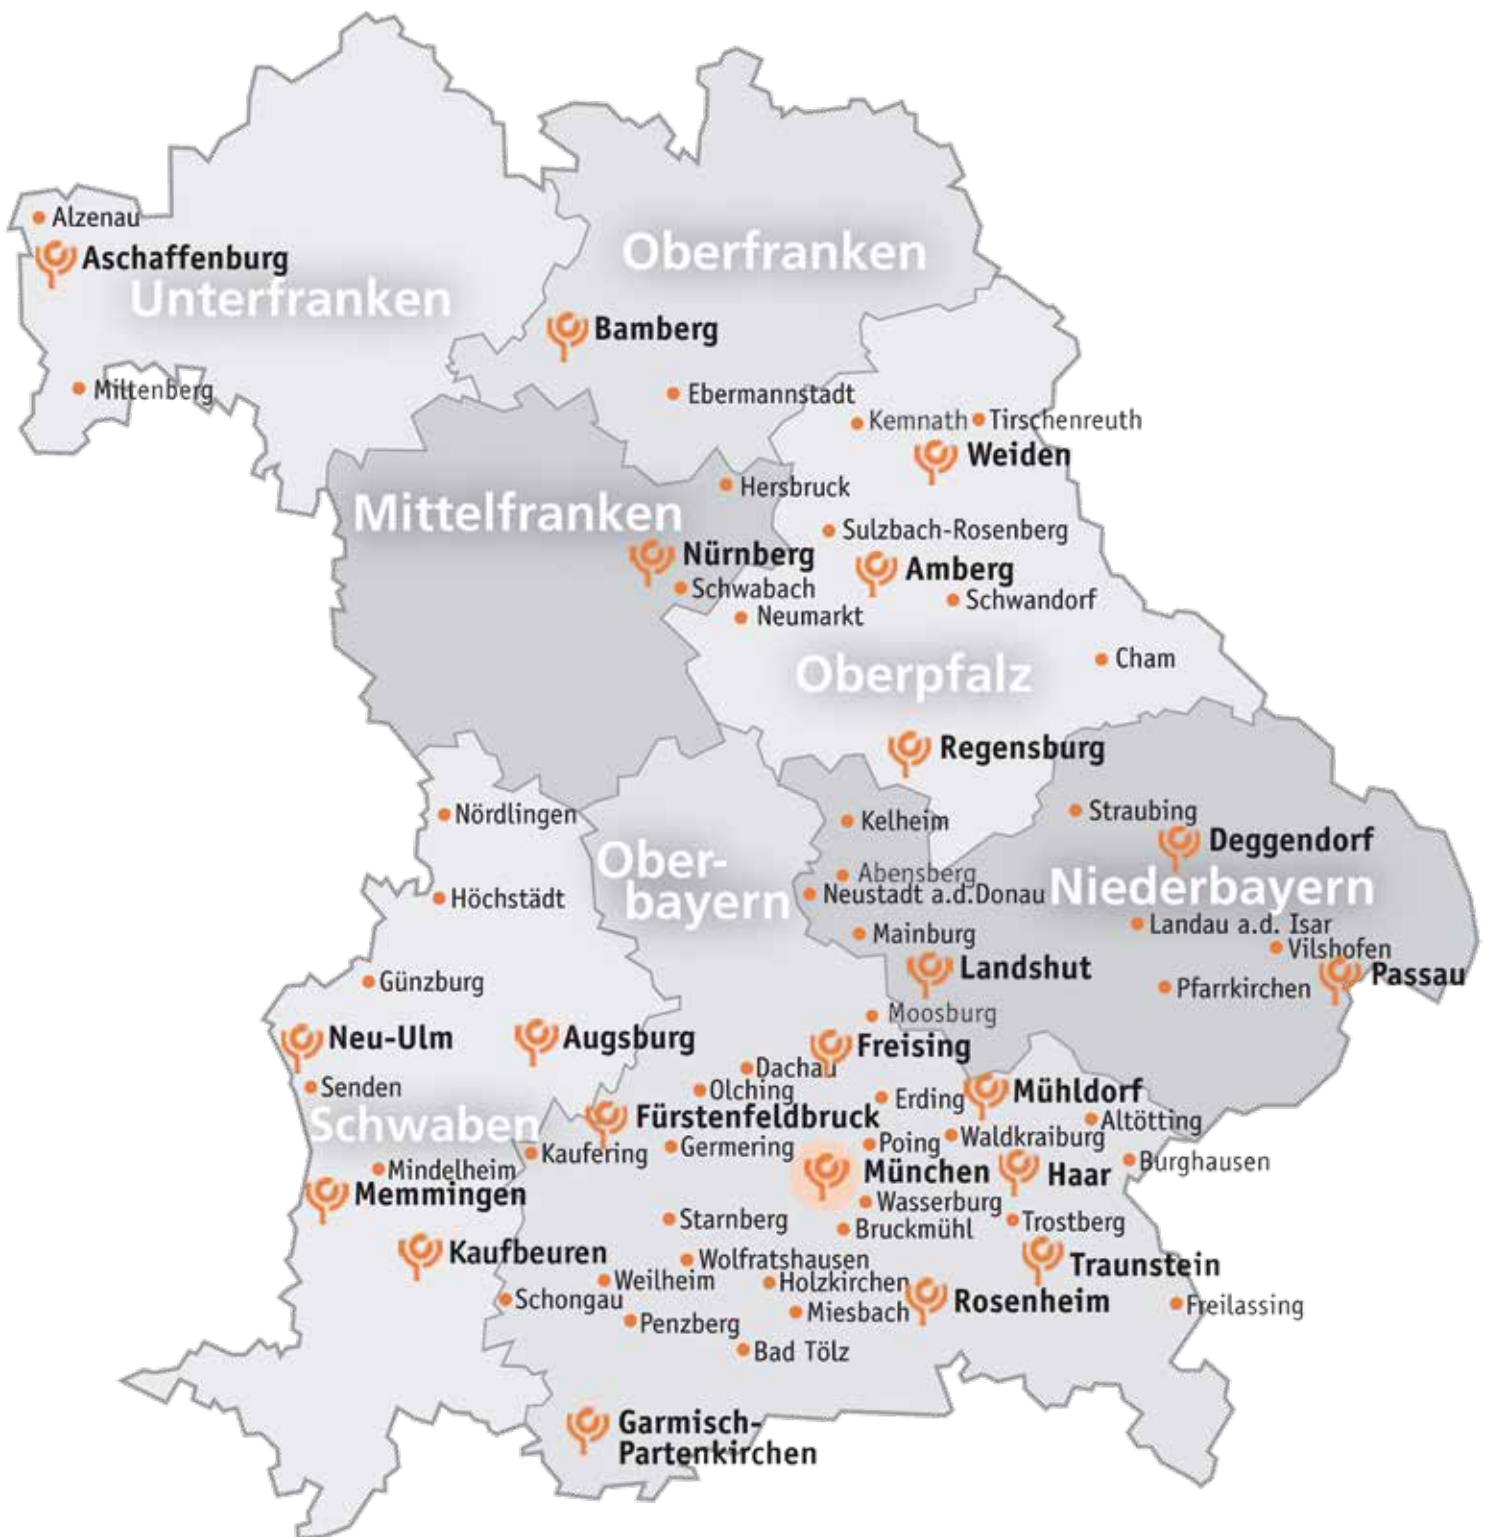 Alzenau
Aschaffenburg
Unterfranken
Oberfranken
Bamberg
Miltenberg
Ebermannstadt
Kemnath
Tirschenreuth
Weiden
Hersbruck
Mittelfranken
Sulzbach-Rosenberg
Nürnberg
Amberg
Schwabach
Schwandorf
Neumarkt
Cham
Oberpfalz
Regensburg
Nördlingen
Kelheim
Straubing
Deggendorf
Ober-
bayern
Abensberg
Neustadt a.d.Donau
Niederbayern
Höchstädt
Mainburg
Landau a.d. Isar
Vilshofen
Landshut
Passau
Günzburg
Pfarrkirchen
Moosburg
Neu-Ulm
Augsburg
Freising
Dachau
Senden
Olching
Erding
Mühldorf
Schwaben
Fürstenfeldbruck
Altötting
Kaufering
Germering
Poing
Waldkraiburg
Mindelheim
München
Haar
Burghausen
Memmingen
Wasserburg
Starnberg
Bruckmühl
Trostberg
Kaufbeuren
Wolfratshausen
Traunstein
Weilheim
Holzkirchen
Schongau
Miesbach
Rosenheim
Freilassing
Penzberg
Bad Tölz
Garmisch-
Partenkirchen